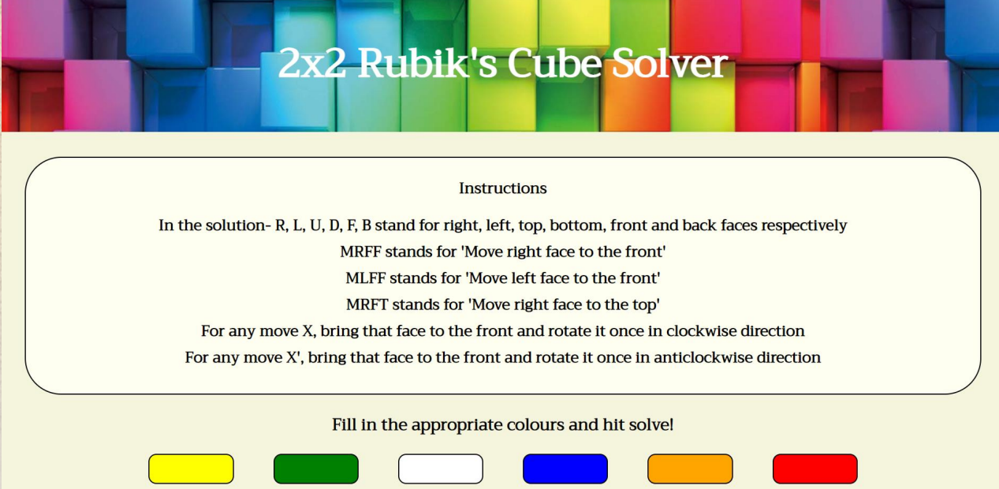 2x2 Rubik's Cube Solver
Instructions
In the solution- R, L, U, D, F, B stand for right, left, top, bottom, front and back faces respectively
MRFF stands for 'Move right face to the front'
MLFF stands for 'Move left face to the front'
MRFT stands for 'Move right face to the top'
For any move X, bring that face to the front and rotate it once in clockwise direction
For any move X', bring that face to the front and rotate it once in anticlockwise direction
Fill in the appropriate colours and hit solve!